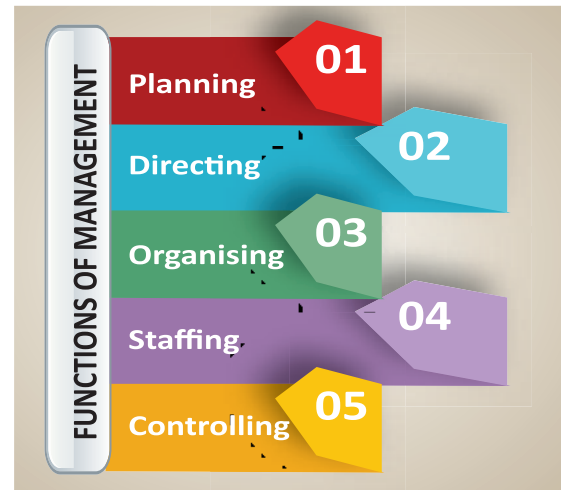 FUNCTIONS OF MANAGEMENT
Planning 01
Directing 02
Organising 03
Staffing 04
Controlling 05